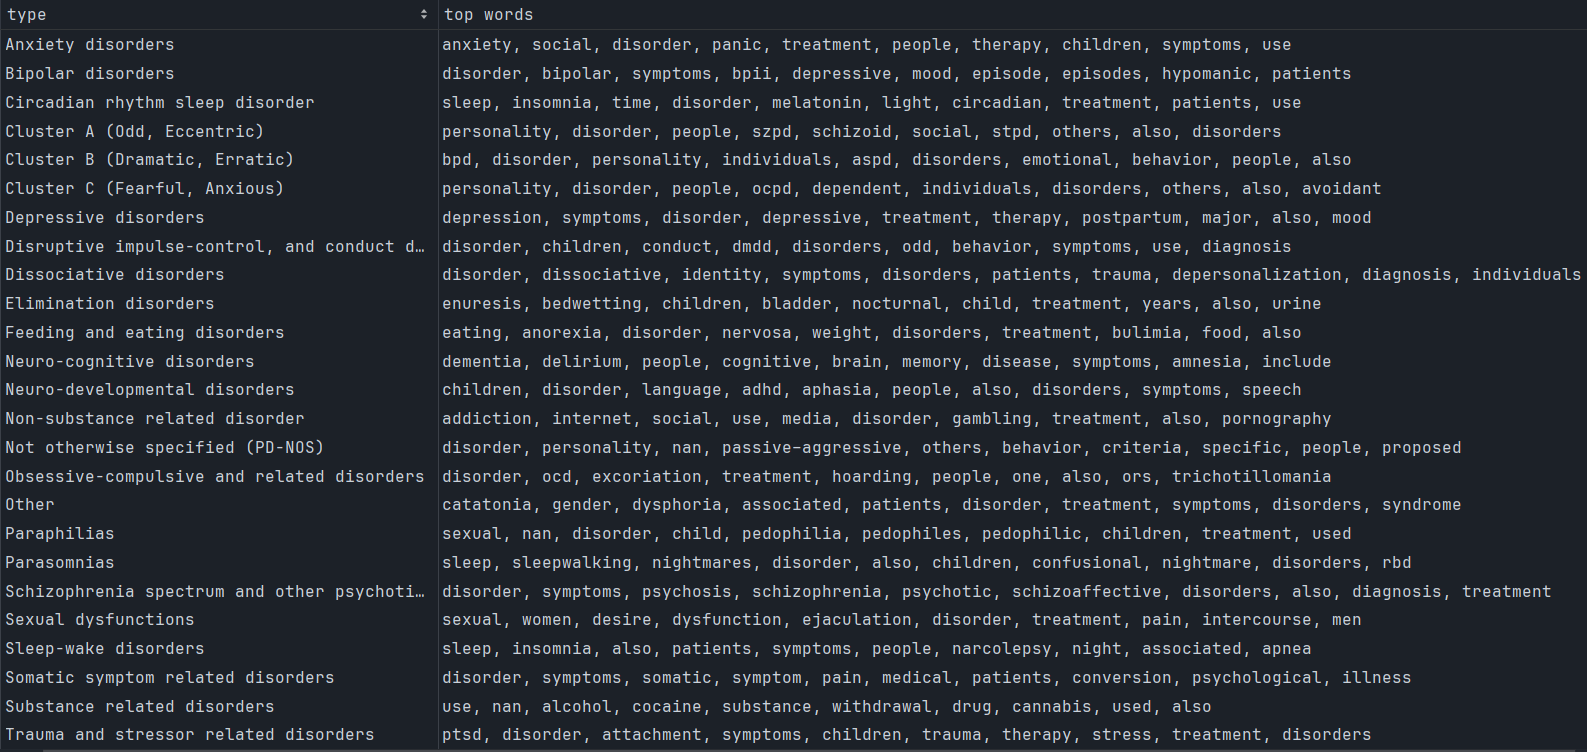 type top words
Anxiety disorders anxiety, social, disorder, panic, treatment, people, therapy, children, symptoms, use
Bipolar disorders disorder, bipolar, symptoms, bpii, depressive, mood, episode, episodes, hypomanic, patients
Circadian rhythm sleep disorder sleep, insomnia, time, disorder, melatonin, light, circadian, treatment, patients, use
Cluster A (Odd, Eccentric) personality, disorder, people, szpd, schizoid, social, stpd, others, also, disorders
Cluster B (Dramatic, Erratic) bpd, disorder, personality, individuals, aspd, disorders, emotional, behavior, people, also
Cluster C (Fearful, Anxious) personality, disorder, people, ocpd, dependent, individuals, disorders, others, also, avoidant
Depressive disorders depression, symptoms, disorder, depressive, treatment, therapy, postpartum, major, also, mood
Disruptive impulse-control, and conduct d… disorder, children, conduct, dmdd, disorders, odd, behavior, symptoms, use, diagnosis
Dissociative disorders disorder, dissociative, identity, symptoms, disorders, patients, trauma, depersonalization, diagnosis, individuals
Elimination disorders enuresis, bedwetting, children, bladder, nocturnal, child, treatment, years, also, urine
Feeding and eating disorders eating, anorexia, disorder, nervosa, weight, disorders, treatment, bulimia, food, also
Neuro-cognitive disorders dementia, delirium, people, cognitive, brain, memory, disease, symptoms, amnesia, include
Neuro-developmental disorders children, disorder, language, adhd, aphasia, people, also, disorders, symptoms, speech
Non-substance related disorder addiction, internet, social, use, media, disorder, gambling, treatment, also, pornography
Not otherwise specified (PD-NOS) disorder, personality, nan, passive-aggressive, others, behavior, criteria, specific, people, proposed
Obsessive-compulsive and related disorders disorder, ocd, excoriation, treatment, hoarding, people, one, also, ors, trichotillomania
Other catatonia, gender, dysphoria, associated, patients, disorder, treatment, symptoms, disorders, syndrome
Paraphilias sexual, nan, disorder, child, pedophilia, pedophiles, pedophilic, children, treatment, used
Parasomnias sleep, sleepwalking, nightmares, disorder, also, children, confusional, nightmare, disorders, rbd
Schizophrenia spectrum and other psychoti… disorder, symptoms, psychosis, schizophrenia, psychotic, schizoaffective, disorders, also, diagnosis, treatment
Sexual dysfunctions sexual, women, desire, dysfunction, ejaculation, disorder, treatment, pain, intercourse, men
Sleep-wake disorders sleep, insomnia, also, patients, symptoms, people, narcolepsy, night, associated, apnea
Somatic symptom related disorders disorder, symptoms, somatic, symptom, pain, medical, patients, conversion, psychological, illness
Substance related disorders use, nan, alcohol, cocaine, substance, withdrawal, drug, cannabis, used, also
Trauma and stressor related disorders ptsd, disorder, attachment, symptoms, children, trauma, therapy, stress, treatment, disorders